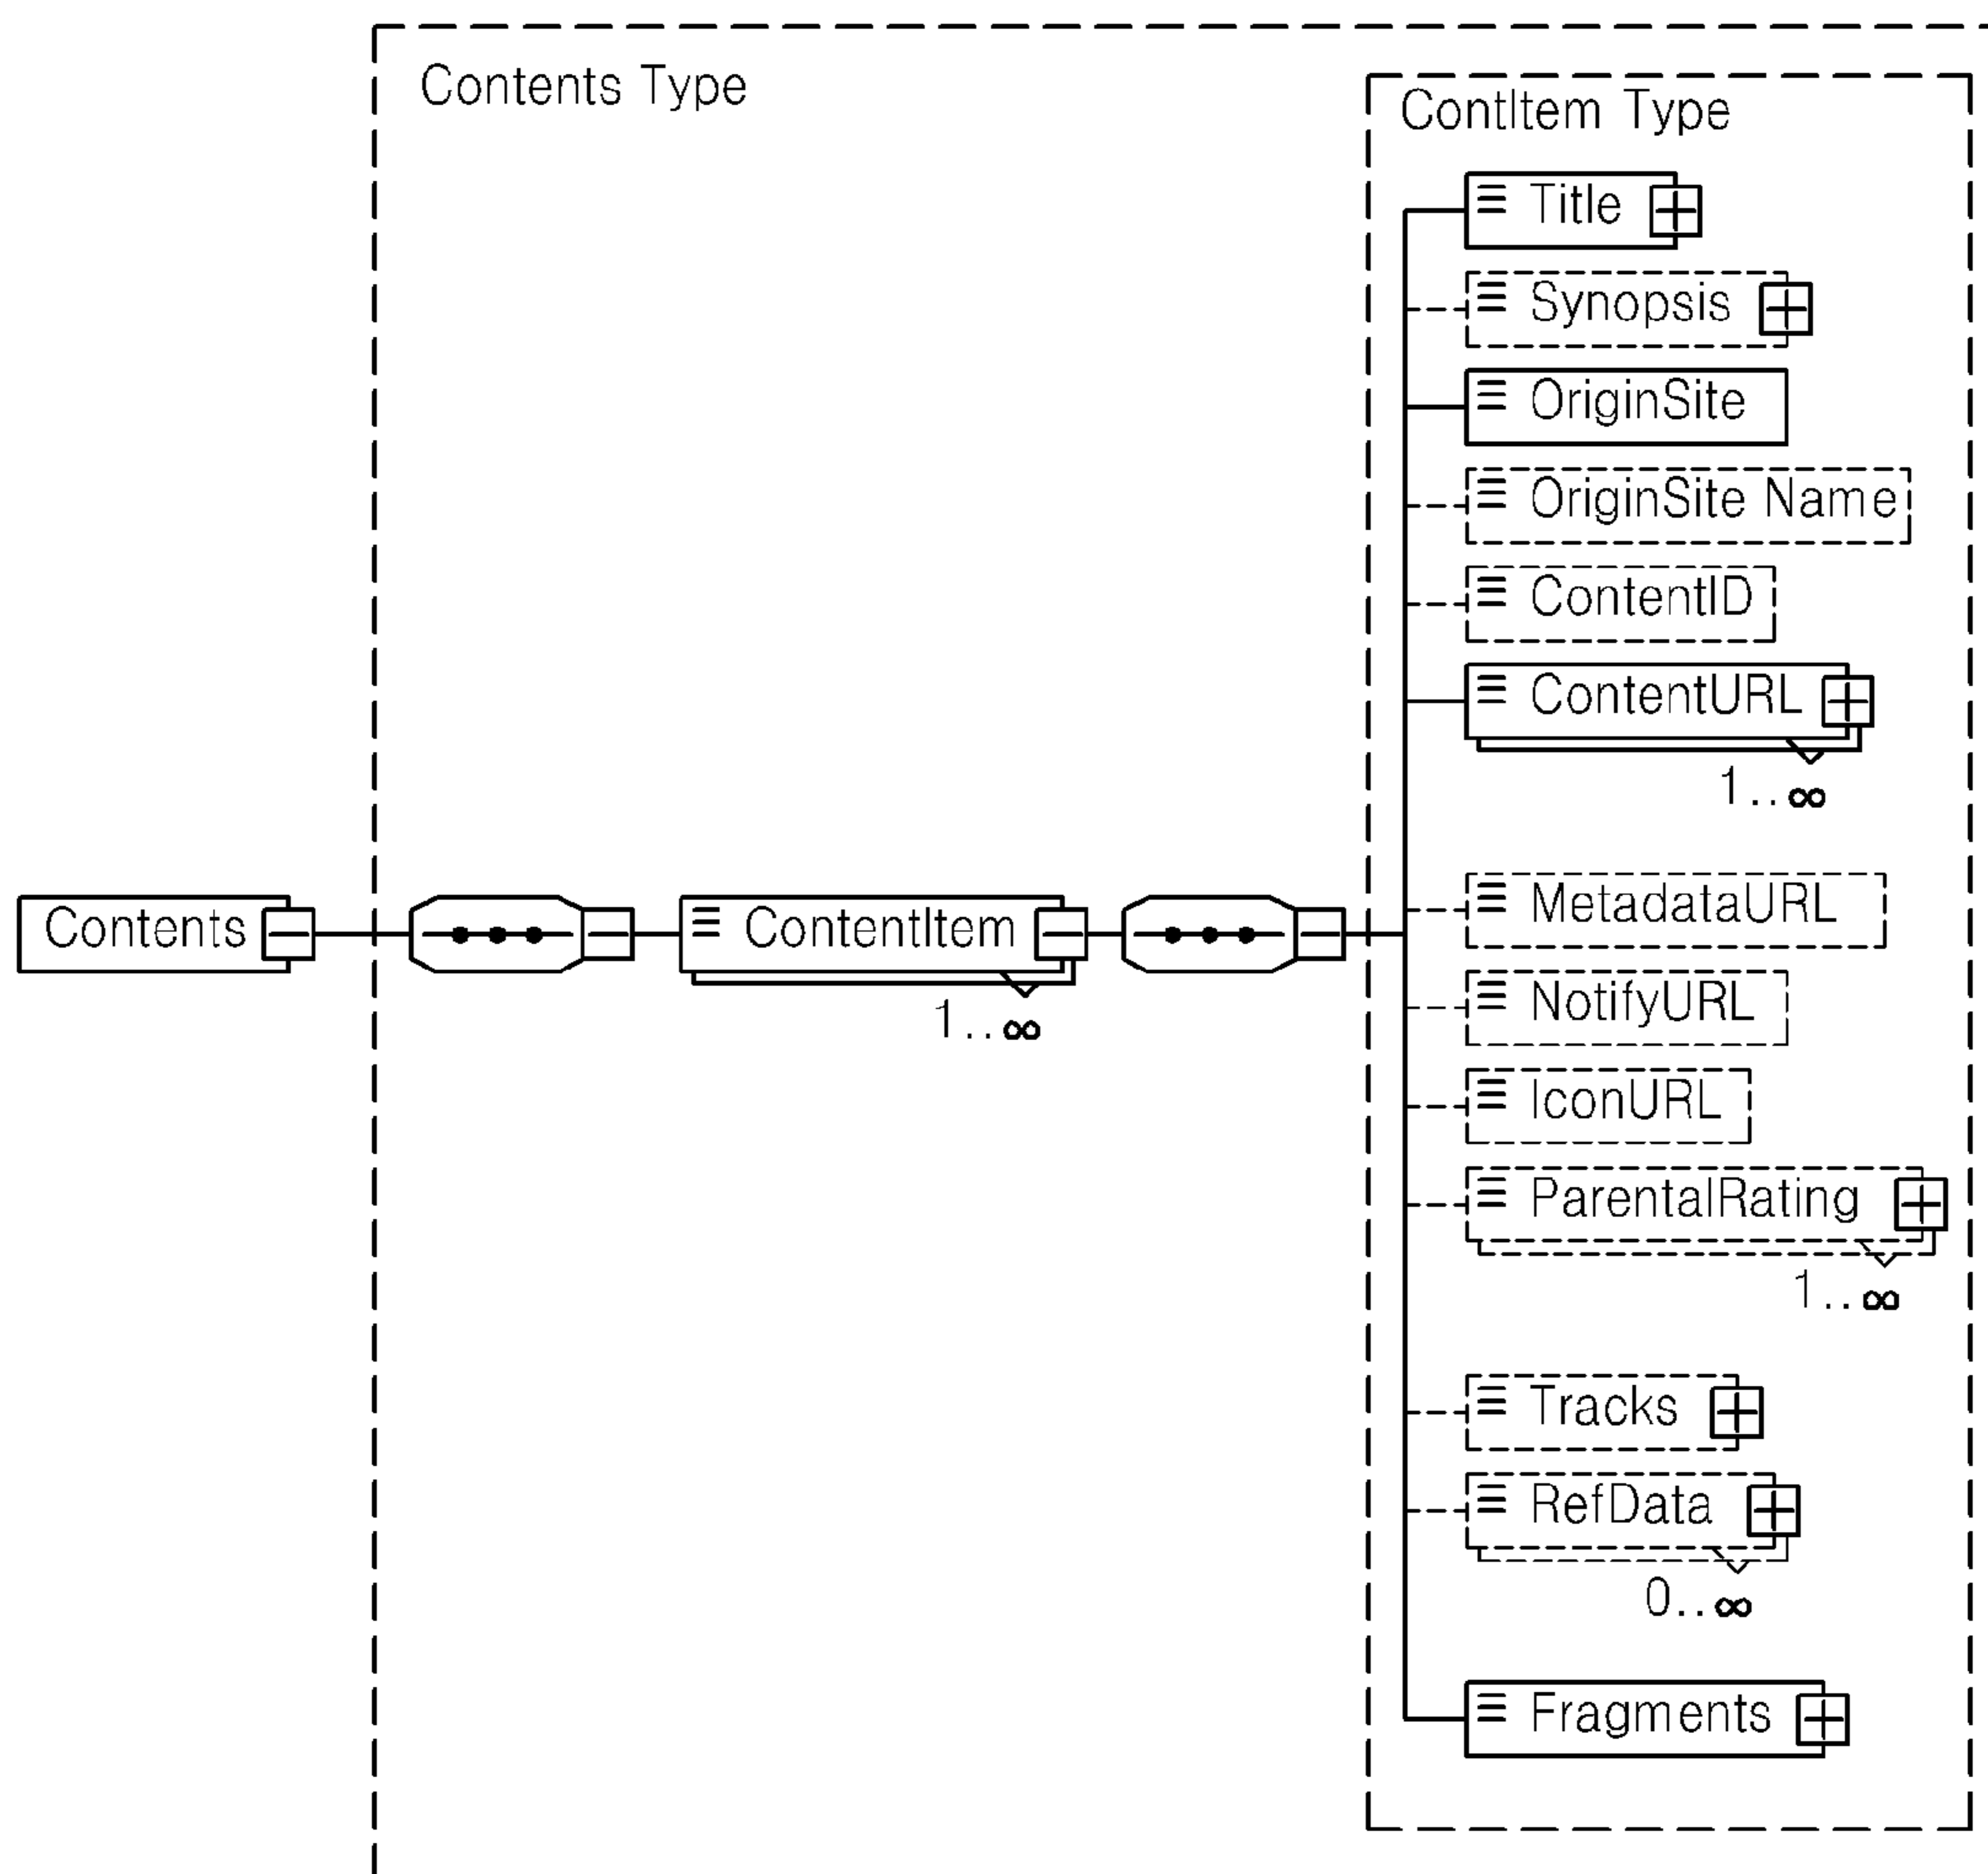 Contents Type
ContItem Type
Title
Synopsis
OriginSite
OriginSite Name
ContentID
ContentURL
1..∞
Contents
ContentItem
1..∞
MetadataURL
NotifyURL
IconURL
ParentalRating
1..∞
Tracks
RefData
0..∞
Fragments